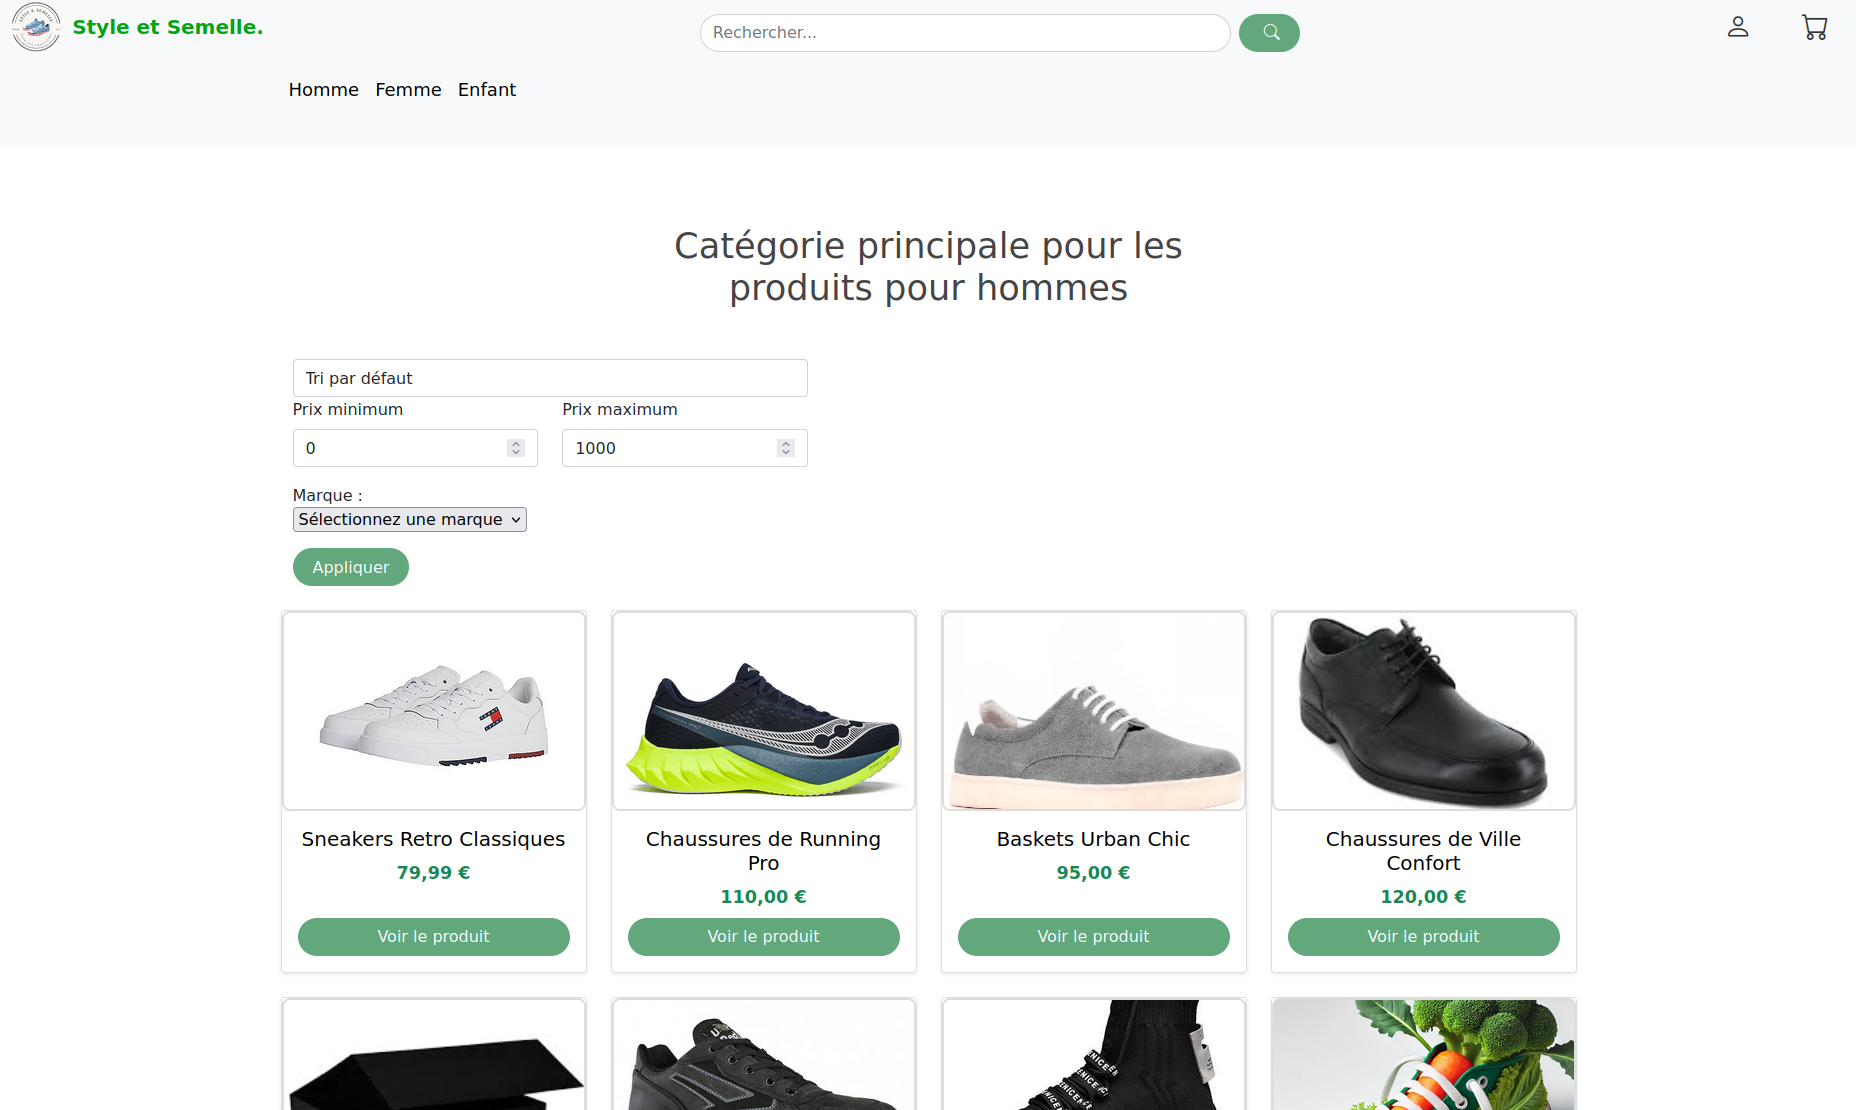 STYLE & SEMELLE
Style et Semelle.
Rechercher...
Homme Femme Enfant
Catégorie principale pour les
produits pour hommes
Tri par défaut
Prix minimum Prix maximum
0 1000
Marque :
Sélectionnez une marque
Appliquer
Sneakers Retro Classiques
79,99 €
Voir le produit
Chaussures de Running
Pro
110,00 €
Voir le produit
Baskets Urban Chic
95,00 €
Voir le produit
Chaussures de Ville
Confort
120,00 €
Voir le produit